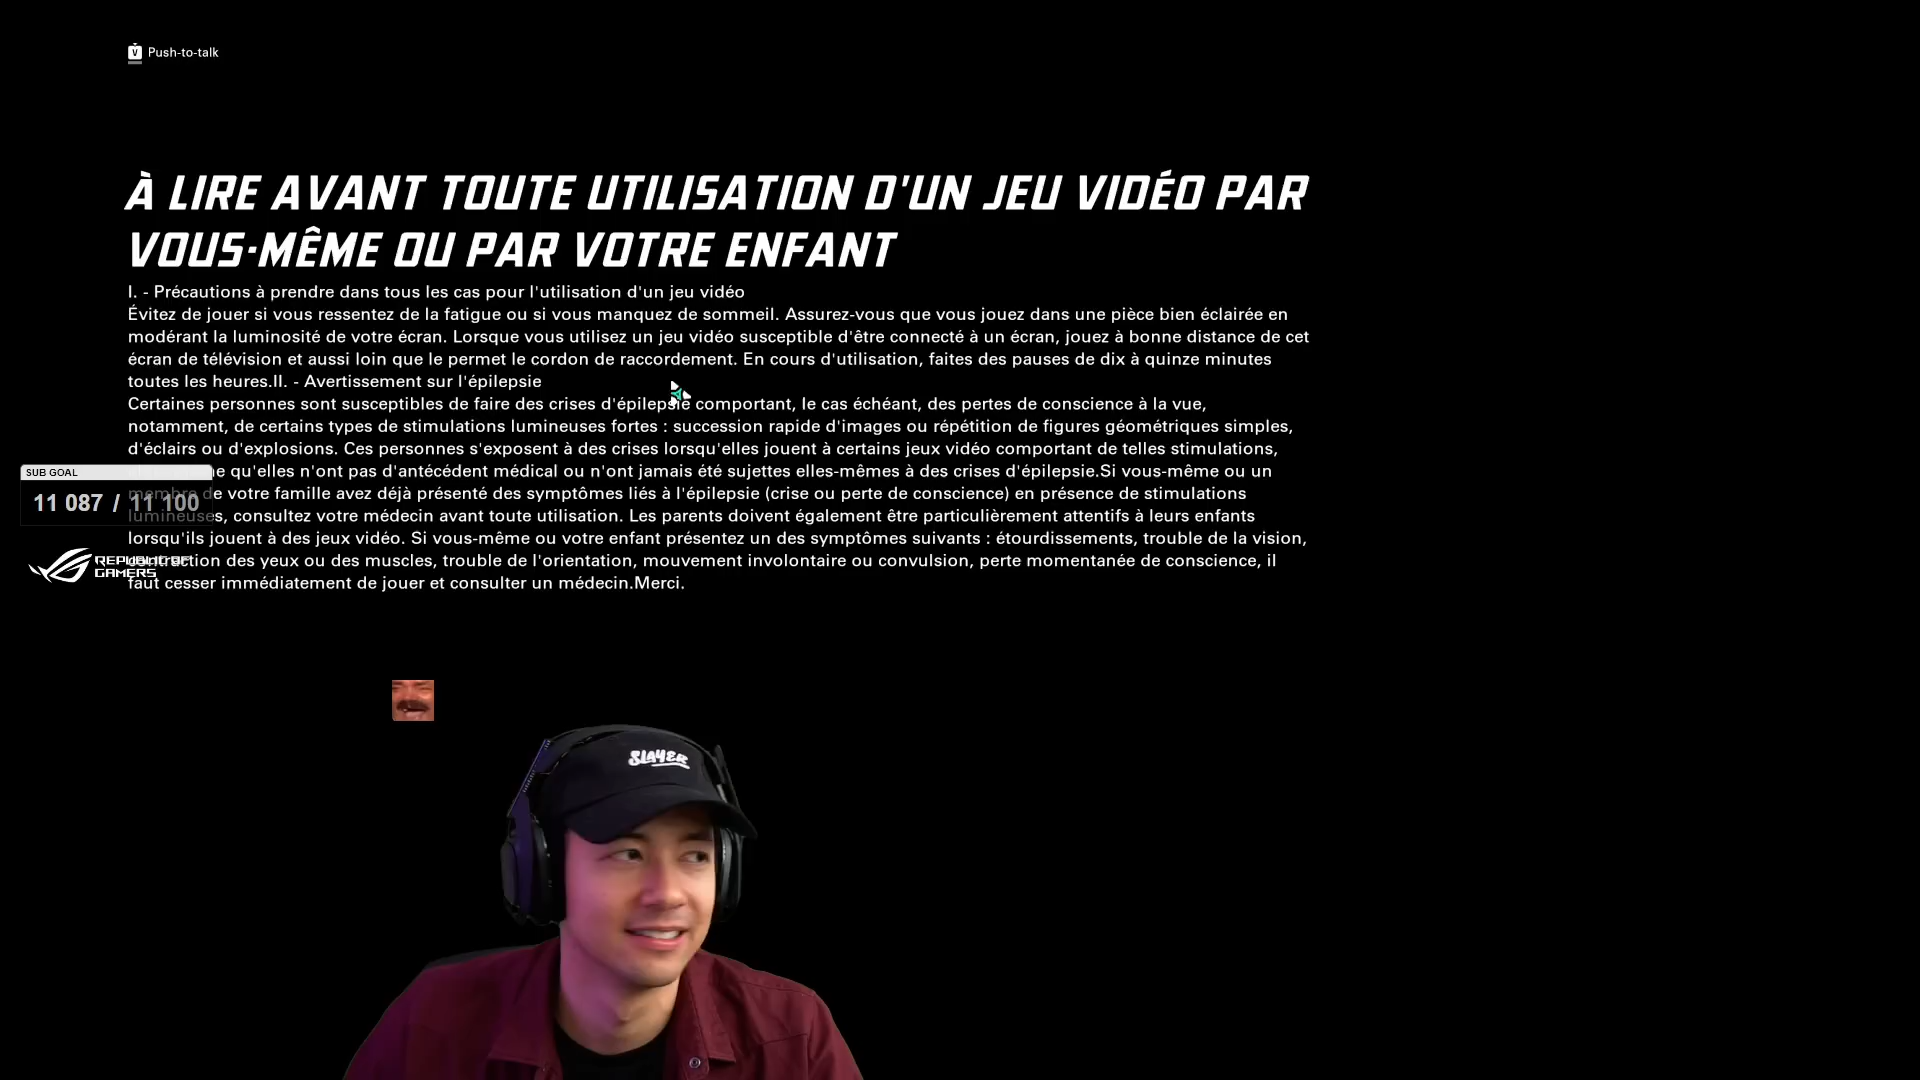 V Push-to-talk
À LIRE AVANT TOUTE UTILISATION D'UN JEU VIDÉO PAR
VOUS-MÊME OU PAR VOTRE ENFANT
I. - Précautions à prendre dans tous les cas pour l'utilisation d'un jeu vidéo
Évitez de jouer si vous ressentez de la fatigue ou si vous manquez de sommeil. Assurez-vous que vous jouez dans une pièce bien éclairée en
modérant la luminosité de votre écran. Lorsque vous utilisez un jeu vidéo susceptible d'être connecté à un écran, jouez à bonne distance de cet
écran de télévision et aussi loin que le permet le cordon de raccordement. En cours d'utilisation, faites des pauses de dix à quinze minutes
toutes les heures.II. - Avertissement sur l'épilepsie
Certaines personnes sont susceptibles de faire des crises d'épilepsie comportant, le cas échéant, des pertes de conscience à la vue,
notamment, de certains types de stimulations lumineuses fortes : succession rapide d'images ou répétition de figures géométriques simples,
d'éclairs ou d'explosions. Ces personnes s'exposent à des crises lorsqu'elles jouent à certains jeux vidéo comportant de telles stimulations,
qu'elles n'ont pas d'antécédent médical ou n'ont jamais été sujettes elles-mêmes à des crises d'épilepsie.Si vous-même ou un
membre de votre famille avez déjà présenté des symptômes liés à l'épilepsie (crise ou perte de conscience) en présence de stimulations
lumineuses, consultez votre médecin avant toute utilisation. Les parents doivent également être particulièrement attentifs à leurs enfants
lorsqu'ils jouent à des jeux vidéo. Si vous-même ou votre enfant présentez un des symptômes suivants : étourdissements, trouble de la vision,
contraction des yeux ou des muscles, trouble de l'orientation, mouvement involontaire ou convulsion, perte momentanée de conscience, il
faut cesser immédiatement de jouer et consulter un médecin.Merci.
SUB GOAL
11 087 / 11 100
REPUBLIC OF
GAMERS
SLAYER